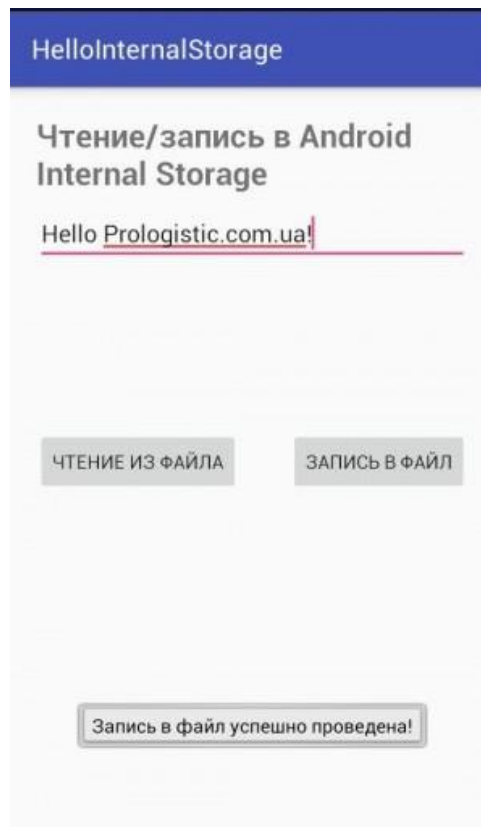 HelloInternalStorage
Чтение/запись в Android
Internal Storage
Hello Prologistic.com.ua!
ЧТЕНИЕ ИЗ ФАЙЛА
ЗАПИСЬ В ФАЙЛ
Запись в файл успешно проведена!